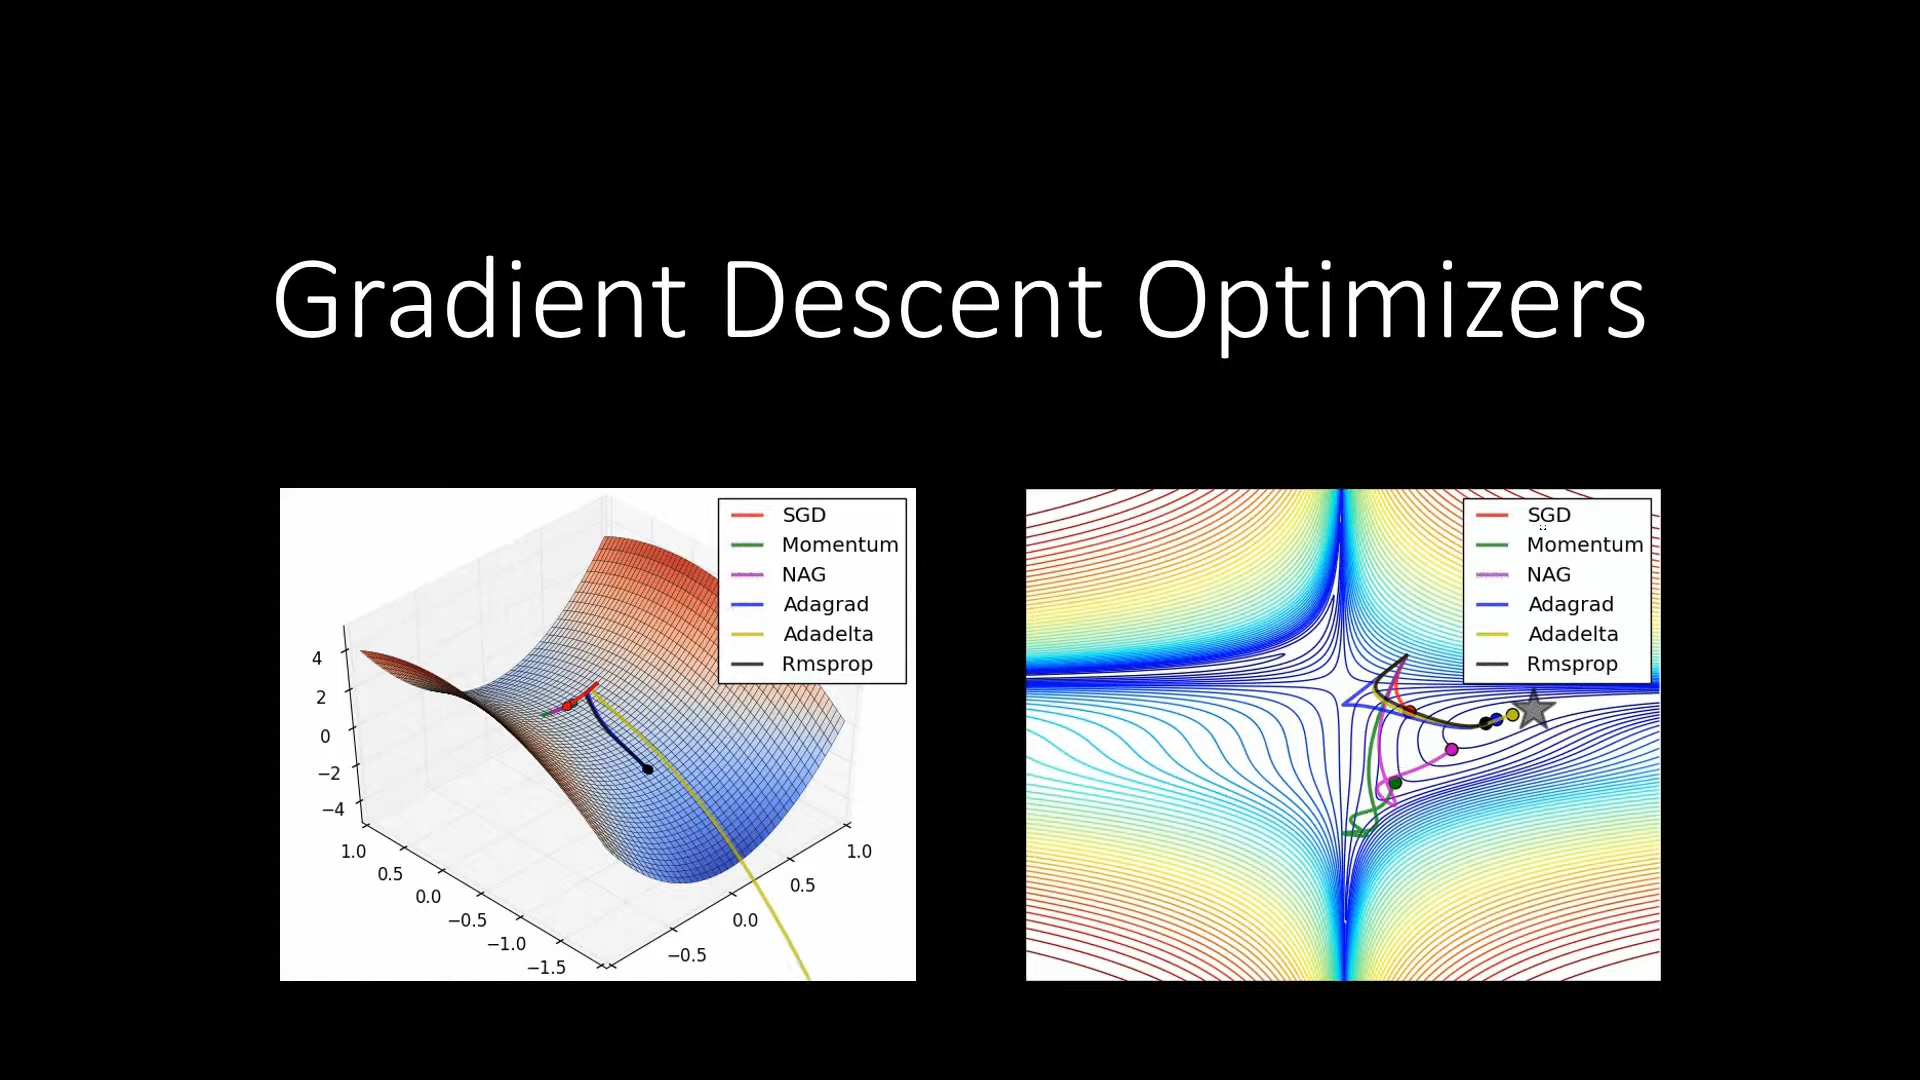 Gradient Descent Optimizers
SGD
Momentum
NAG
Adagrad
Adadelta
Rmsprop
4
2
0
−2
−4
1.0
0.5
0.0
−0.5
−1.0
−1.5
−0.5
0.0
0.5
1.0
SGD
Momentum
NAG
Adagrad
Adadelta
Rmsprop